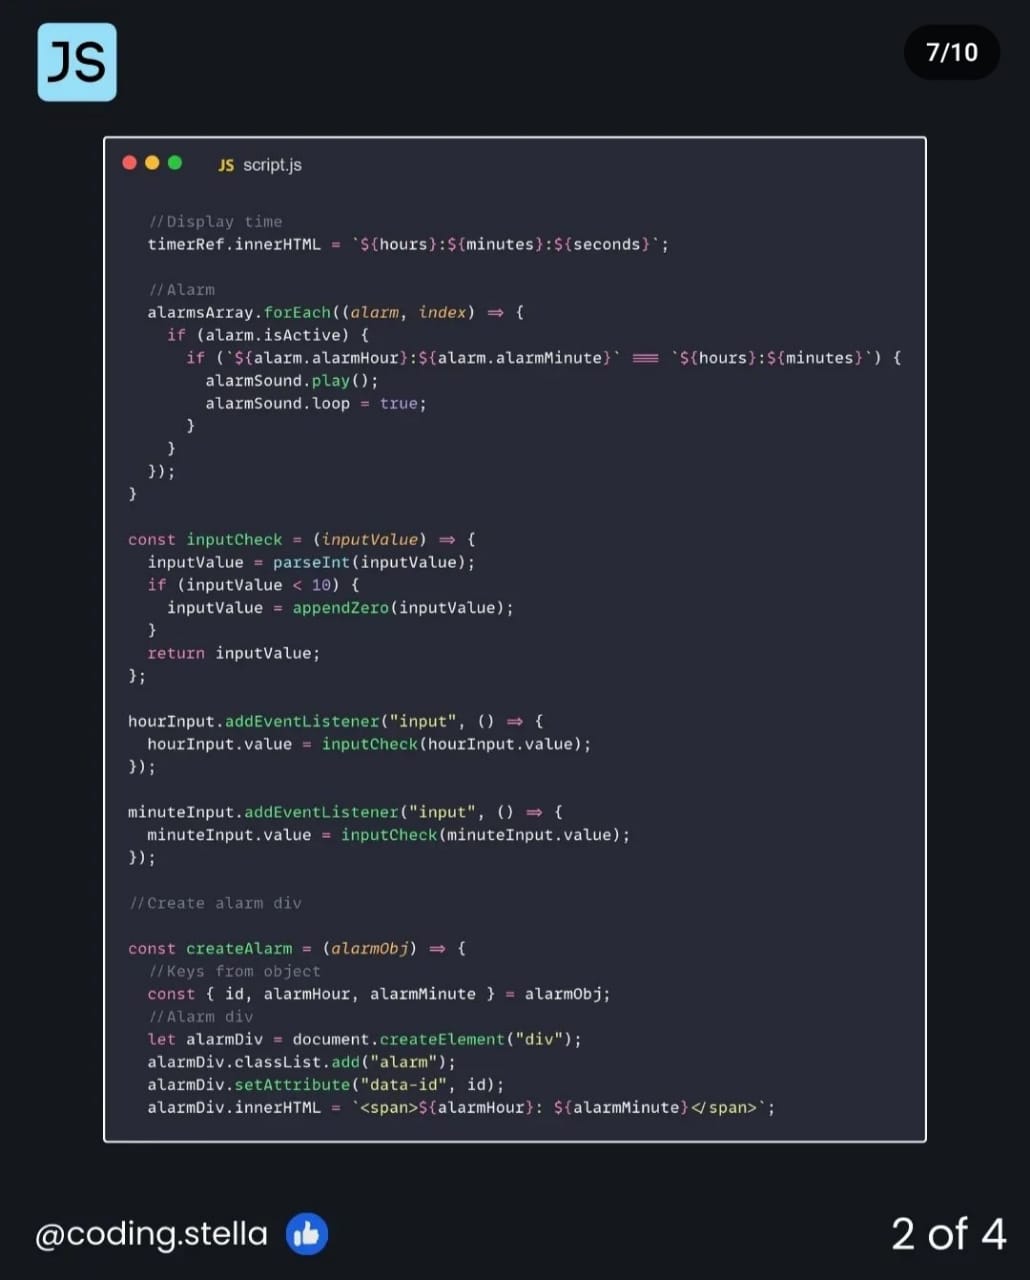 JS
7/10
JS script.js
//Display time
timerRef.innerHTML = `${hours}:${minutes}:${seconds}`;
//Alarm
alarmsArray.forEach((alarm, index) => {
if (alarm.isActive) {
if (`${alarm.alarmHour}:${alarm.alarmMinute}` === `${hours}:${minutes}`) {
alarmSound.play();
alarmSound.loop = true;
}
}
});
}
const inputCheck = (inputValue) => {
inputValue = parseInt(inputValue);
if (inputValue < 10) {
inputValue = appendZero(inputValue);
}
return inputValue;
};
hourInput.addEventListener("input", () => {
hourInput.value = inputCheck(hourInput.value);
});
minuteInput.addEventListener("input", () => {
minuteInput.value = inputCheck(minuteInput.value);
});
//Create alarm div
const createAlarm = (alarmObj) => {
//Keys from object
const { id, alarmHour, alarmMinute } = alarmObj;
//Alarm div
let alarmDiv = document.createElement("div");
alarmDiv.classList.add("alarm");
alarmDiv.setAttribute("data-id", id);
alarmDiv.innerHTML = `<span>${alarmHour}: ${alarmMinute}</span>`;
@coding.stella
2 of 4